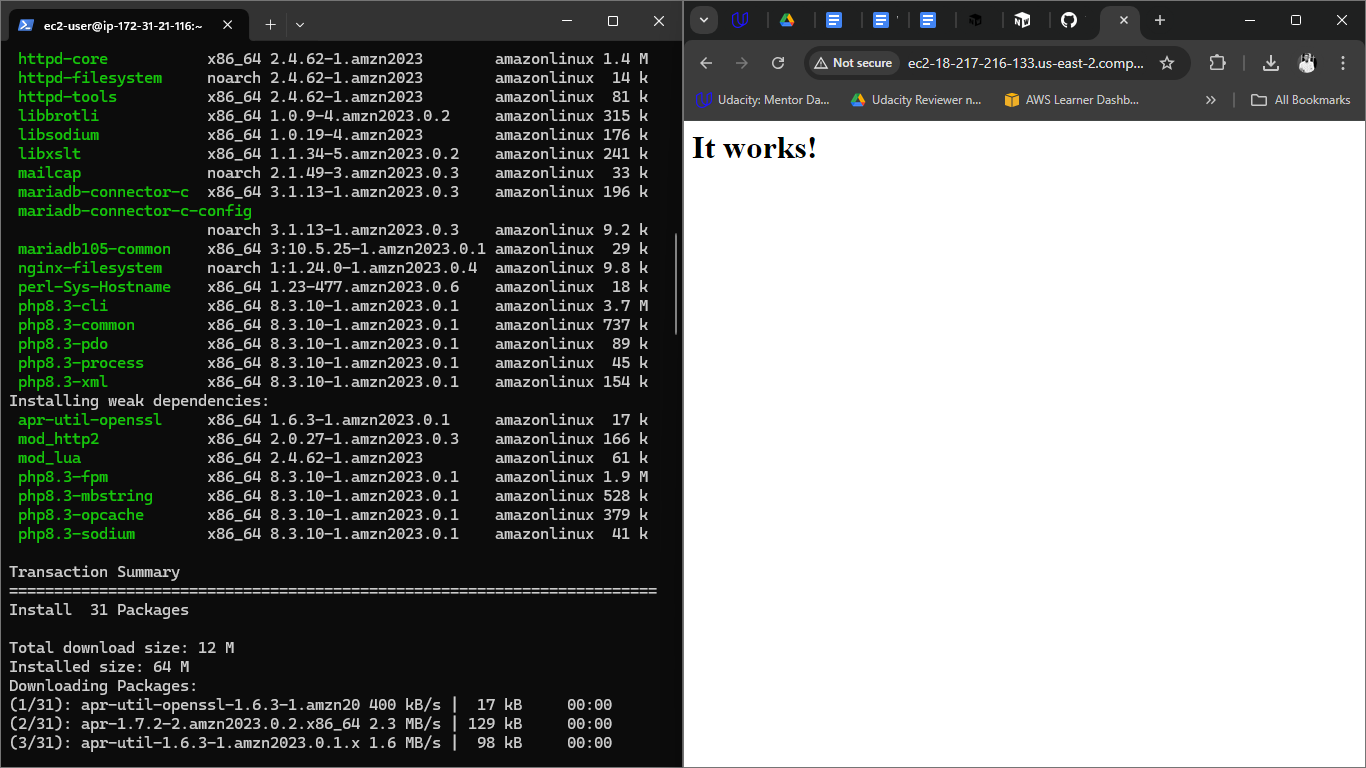 ec2-user@ip-172-31-21-116:~
httpd-core x86_64 2.4.62-1.amzn2023 amazonlinux 1.4 M
httpd-filesystem noarch 2.4.62-1.amzn2023 amazonlinux 14 k
httpd-tools x86_64 2.4.62-1.amzn2023 amazonlinux 81 k
libbrotli x86_64 1.0.9-4.amzn2023.0.2 amazonlinux 315 k
libsodium x86_64 1.0.19-4.amzn2023 amazonlinux 176 k
libxslt x86_64 1.1.34-5.amzn2023.0.2 amazonlinux 241 k
mailcap noarch 2.1.49-3.amzn2023.0.3 amazonlinux 33 k
mariadb-connector-c x86_64 3.1.13-1.amzn2023.0.3 amazonlinux 196 k
mariadb-connector-c-config
noarch 3.1.13-1.amzn2023.0.3 amazonlinux 9.2 k
mariadb105-common x86_64 3:10.5.25-1.amzn2023.0.1 amazonlinux 29 k
nginx-filesystem noarch 1:1.24.0-1.amzn2023.0.4 amazonlinux 9.8 k
perl-Sys-Hostname x86_64 1.23-477.amzn2023.0.6 amazonlinux 18 k
php8.3-cli x86_64 8.3.10-1.amzn2023.0.1 amazonlinux 3.7 M
php8.3-common x86_64 8.3.10-1.amzn2023.0.1 amazonlinux 737 k
php8.3-pdo x86_64 8.3.10-1.amzn2023.0.1 amazonlinux 89 k
php8.3-process x86_64 8.3.10-1.amzn2023.0.1 amazonlinux 45 k
php8.3-xml x86_64 8.3.10-1.amzn2023.0.1 amazonlinux 154 k
Installing weak dependencies:
apr-util-openssl x86_64 1.6.3-1.amzn2023.0.1 amazonlinux 17 k
mod_http2 x86_64 2.0.27-1.amzn2023.0.3 amazonlinux 166 k
mod_lua x86_64 2.4.62-1.amzn2023 amazonlinux 61 k
php8.3-fpm x86_64 8.3.10-1.amzn2023.0.1 amazonlinux 1.9 M
php8.3-mbstring x86_64 8.3.10-1.amzn2023.0.1 amazonlinux 528 k
php8.3-opcache x86_64 8.3.10-1.amzn2023.0.1 amazonlinux 379 k
php8.3-sodium x86_64 8.3.10-1.amzn2023.0.1 amazonlinux 41 k
Transaction Summary
========================================================================
Install 31 Packages
Total download size: 12 M
Installed size: 64 M
Downloading Packages:
(1/31): apr-util-openssl-1.6.3-1.amzn20 400 kB/s | 17 kB 00:00
(2/31): apr-1.7.2-2.amzn2023.0.2.x86_64 2.3 MB/s | 129 kB 00:00
(3/31): apr-util-1.6.3-1.amzn2023.0.1.x 1.6 MB/s | 98 kB 00:00
Not secure ec2-18-217-216-133.us-east-2.comp...
Udacity: Mentor Da... Udacity Reviewer n... AWS Learner Dashb... All Bookmarks
It works!